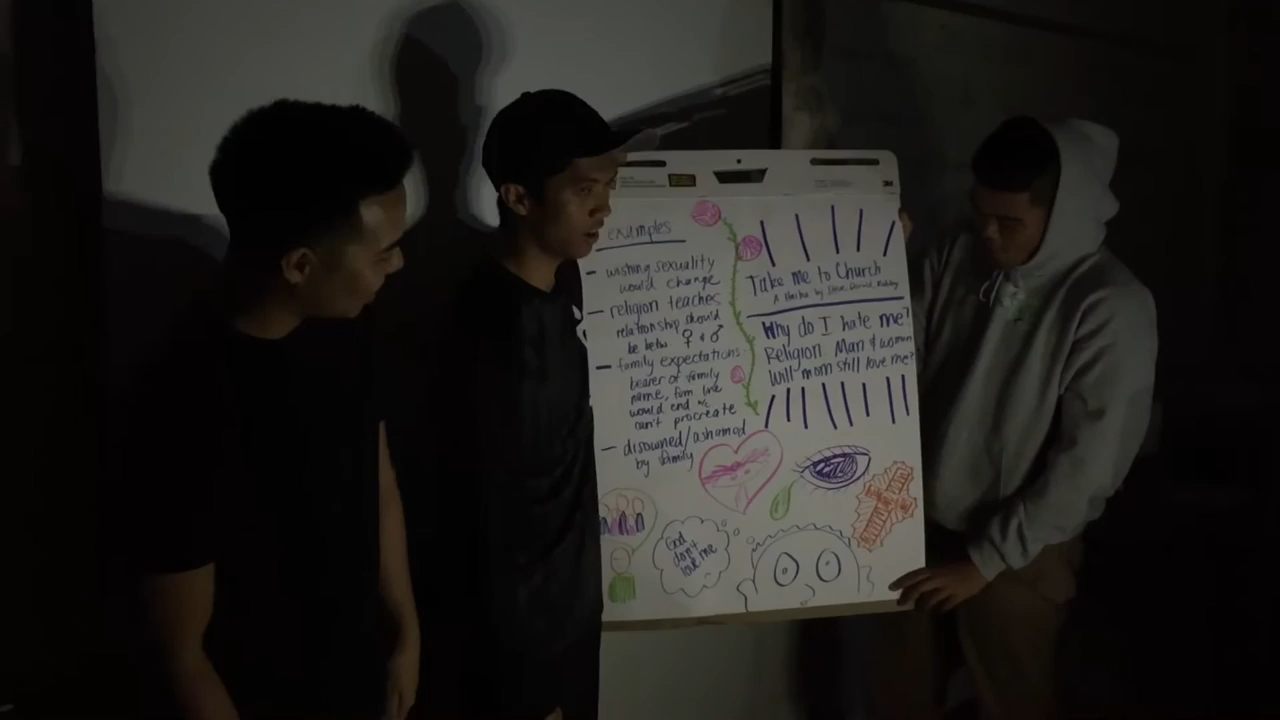 examples
- wishing sexuality
would change
- religion teaches
relationship should
be betw ♀ & ♂
- family expectations:
bearer of family
name, fam line
would end w/c
can't procreate
- disowned/ashamed
by family
Take me to Church
A Haiku by
Why do I hate me?
Religion Man & woman
Will mom still love me?
God
don't
love me
3M